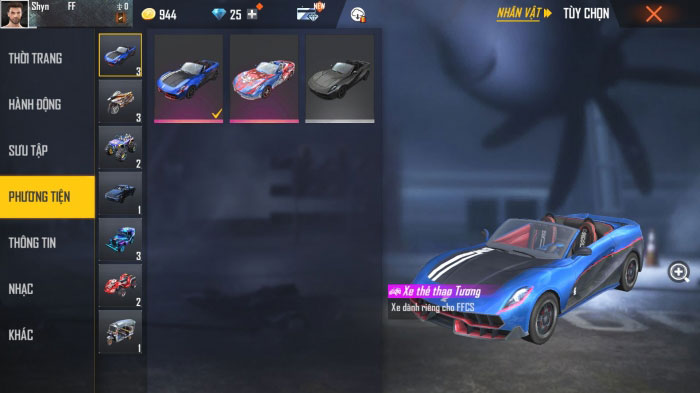 Shyn FF 0
944
25
NEW
NHÂN VẬT
TÙY CHỌN
THỜI TRANG
HÀNH ĐỘNG
SƯU TẬP
PHƯƠNG TIỆN
THÔNG TIN
NHẠC
KHÁC
3
3
2
1
3
2
1
Xe thể thao Tương
Xe dành riêng cho FFCS